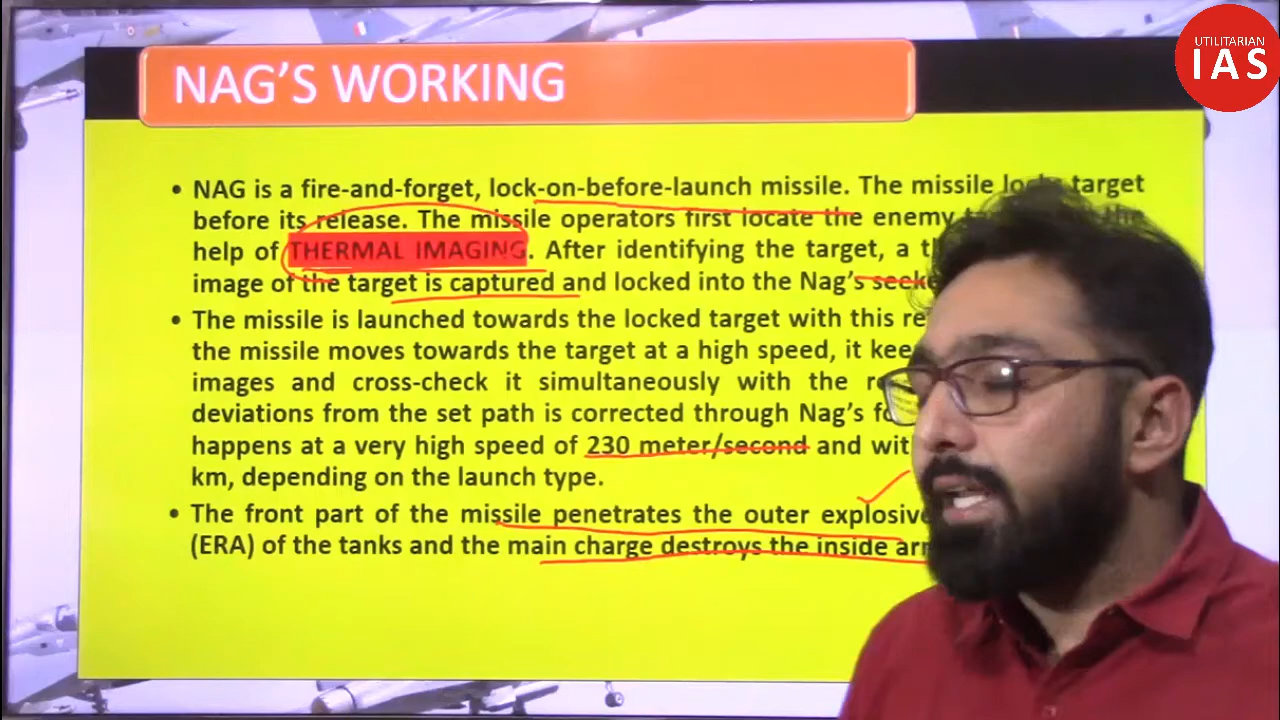 UTILITARIAN
IAS
NAG'S WORKING
• NAG is a fire-and-forget, lock-on-before-launch missile. The missile locks target
before its release. The missile operators first locate the enemy
help of THERMAL IMAGING. After identifying the target, a
image of the target is captured and locked into the Nag's
• The missile is launched towards the locked target with this
the missile moves towards the target at a high speed, it
images and cross-check it simultaneously with the
deviations from the set path is corrected through Nag's
happens at a very high speed of 230 meter/second and
km, depending on the launch type.
• The front part of the missile penetrates the outer explosive
(ERA) of the tanks and the main charge destroys the inside